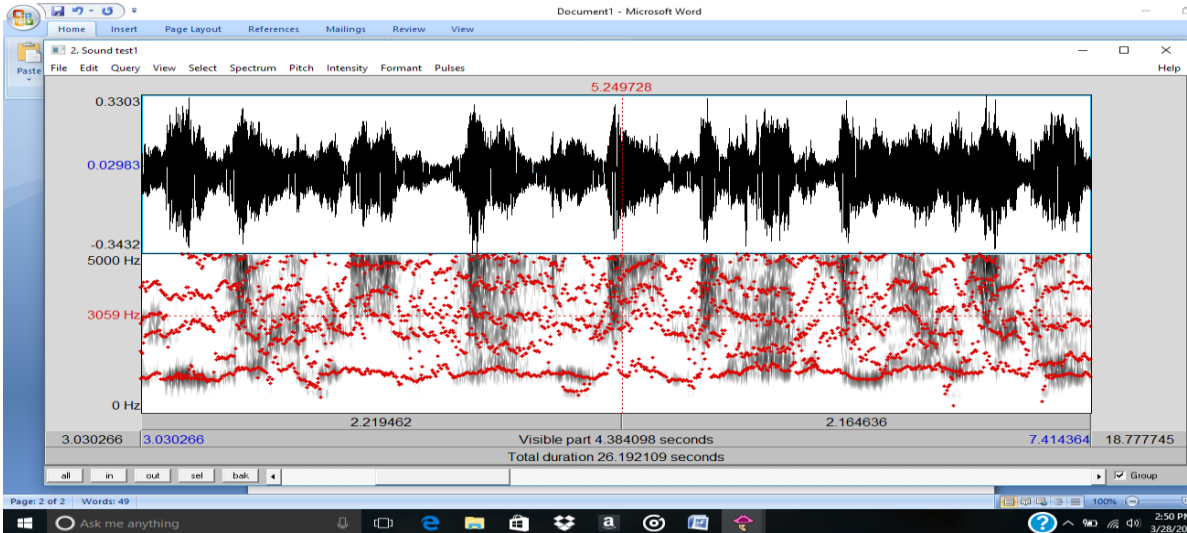 Document1 - Microsoft Word
Home Insert Page Layout References Mailings Review View
Paste
2. Sound test1
File Edit Query View Select Spectrum Pitch Intensity Formant Pulses Help
5.249728
0.3303
0.02983
-0.3432
5000 Hz
3059 Hz
0 Hz
2.219462 2.164636
3.030266 3.030266 Visible part 4.384098 seconds 7.414364 18.777745
Total duration 26.192109 seconds
all in out sel bak Group
Page: 2 of 2 Words: 49 100%
Ask me anything 2:50 PM
3/28/20